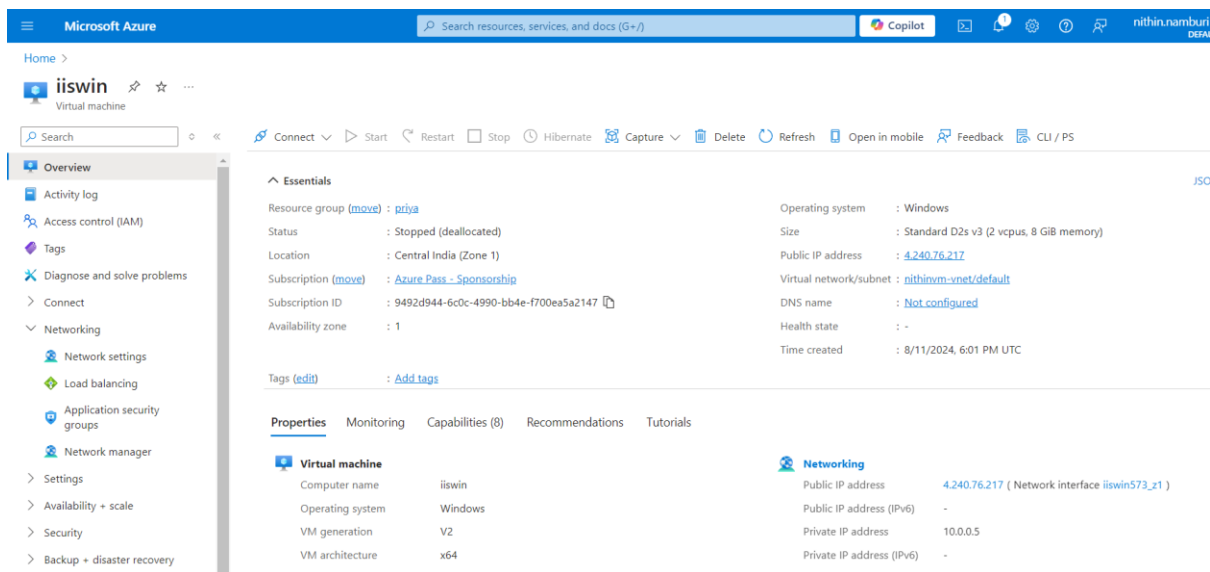 Microsoft Azure
Search resources, services, and docs (G+/)
Copilot
1
nithin.namburi
DEFAU
Home >
iiswin
Virtual machine
Search
Connect
Start
Restart
Stop
Hibernate
Capture
Delete
Refresh
Open in mobile
Feedback
CLI / PS
Overview
Activity log
Access control (IAM)
Tags
Diagnose and solve problems
Connect
Networking
Network settings
Load balancing
Application security
groups
Network manager
Settings
Availability + scale
Security
Backup + disaster recovery
Essentials
JSO
Resource group (move) : priya
Status : Stopped (deallocated)
Location : Central India (Zone 1)
Subscription (move) : Azure Pass - Sponsorship
Subscription ID : 9492d944-6c0c-4990-bb4e-f700ea5a2147
Availability zone : 1
Operating system : Windows
Size : Standard D2s v3 (2 vcpus, 8 GiB memory)
Public IP address : 4.240.76.217
Virtual network/subnet : nithinvm-vnet/default
DNS name : Not configured
Health state : -
Time created : 8/11/2024, 6:01 PM UTC
Tags (edit) : Add tags
Properties
Monitoring
Capabilities (8)
Recommendations
Tutorials
Virtual machine
Computer name iiswin
Operating system Windows
VM generation V2
VM architecture x64
Networking
Public IP address 4.240.76.217 ( Network interface iiswin573_z1 )
Public IP address (IPv6) -
Private IP address 10.0.0.5
Private IP address (IPv6) -